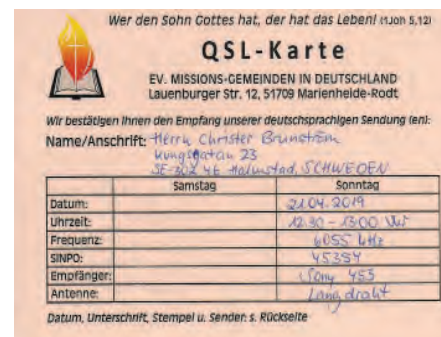 Wer den Sohn Gottes hat, der hat das Leben! (1Joh 5,12)
QSL-Karte
EV. MISSIONS-GEMEINDEN IN DEUTSCHLAND
Lauenburger Str. 12, 51709 Marienheide-Rodt
Wir bestätigen Ihnen den Empfang unserer deutschsprachigen Sendung (en):
Name/Anschrift: Herrn Christer Brunström
Kungsgatan 23
SE-302 46 Halmstad, SCHWEDEN
Samstag Sonntag
Datum: 21.04.2019
Uhrzeit: 12.30 - 13.00 Uhr
Frequenz: 6055 kHz
SINPO: 45354
Empfänger: Sony 453
Antenne: Langdraht
Datum, Unterschrift, Stempel u. Sender: s. Rückseite